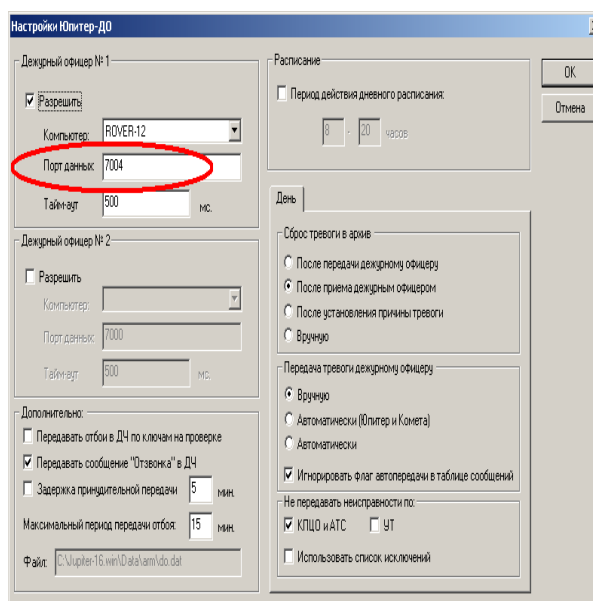 Настройки Юпитер-ДО
Дежурный офицер № 1
Разрешить
Компьютер: ROVER-12
Порт данных: 7004
Тайм-аут 500 мс.
Дежурный офицер № 2
Разрешить
Компьютер:
Порт данных: 7000
Тайм-аут 500 мс.
Дополнительно:
Передавать отбои в ДЧ по ключам на проверке
Передавать сообщение "Отзвонка" в ДЧ
Задержка принудительной передачи 5 мин.
Максимальный период передачи отбоя: 15 мин.
Файл: C:\Jupiter-16.win\Data\arm\do.dat
Расписание
Период действия дневного расписания:
8 - 20 часов
День
Сброс тревоги в архив
После передачи дежурному офицеру
После приема дежурным офицером
После установления причины тревоги
Вручную
Передача тревоги дежурному офицеру
Вручную
Автоматически (Юпитер и Комета)
Автоматически
Игнорировать флаг автопередачи в таблице сообщений
Не передавать неисправности по:
КПЦО и АТС УТ
Использовать список исключений
OK
Отмена